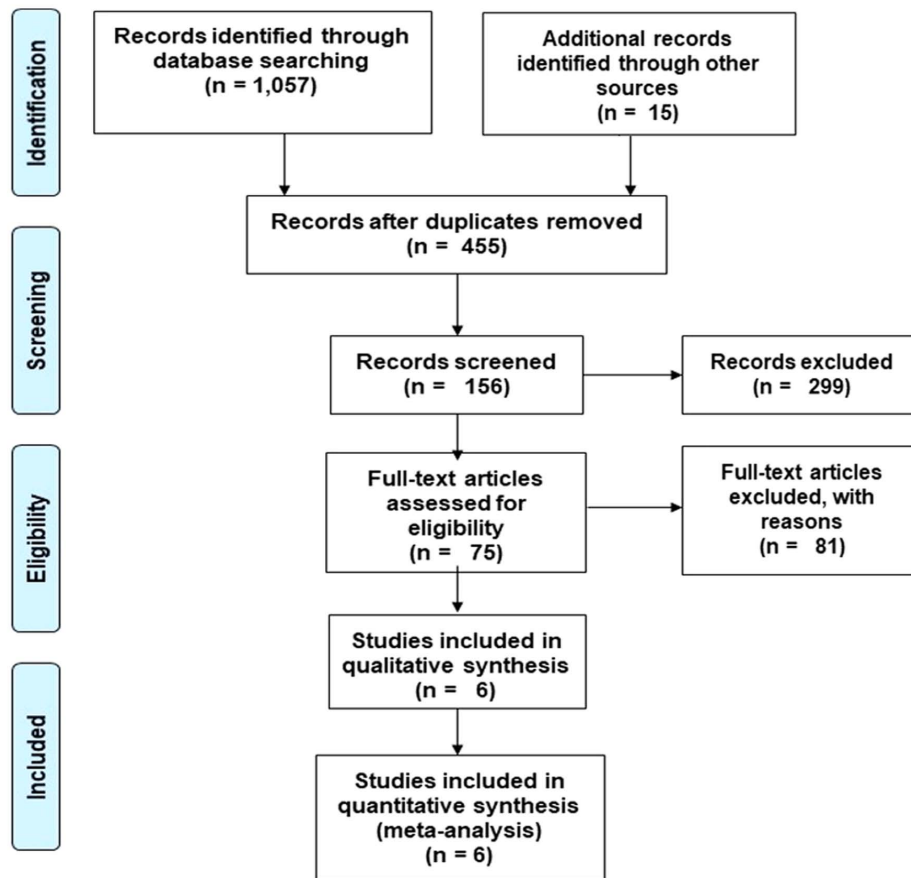 Identification
Records identified through
database searching
(n = 1,057)
Additional records
identified through other
sources
(n = 15)
Records after duplicates removed
(n = 455)
Screening
Records screened
(n = 156)
Records excluded
(n = 299)
Eligibility
Full-text articles
assessed for
eligibility
(n = 75)
Full-text articles
excluded, with
reasons
(n = 81)
Studies included in
qualitative synthesis
(n = 6)
Included
Studies included in
quantitative synthesis
(meta-analysis)
(n = 6)